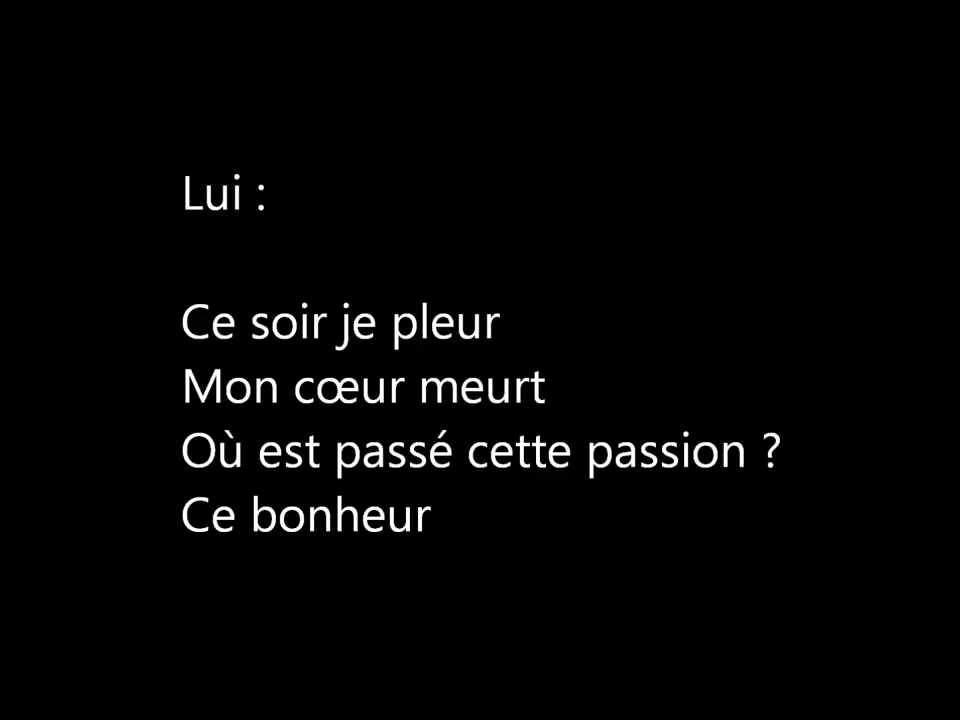 Lui :
Ce soir je pleur
Mon cœur meurt
Où est passé cette passion ?
Ce bonheur